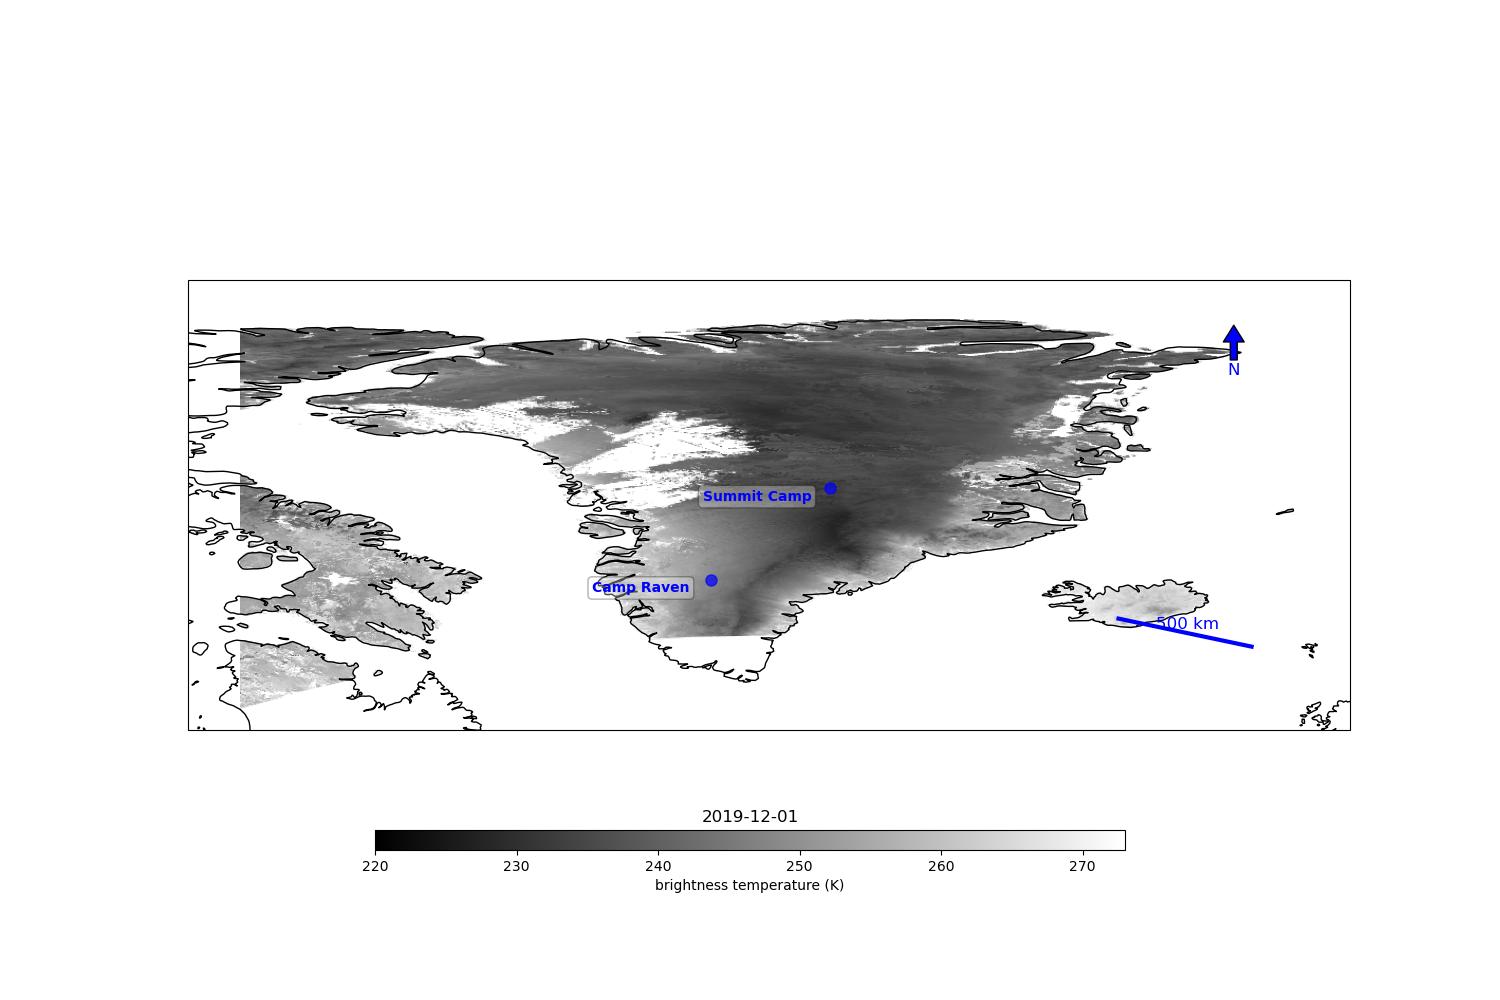 N
Summit Camp
Camp Raven
500 km
2019-12-01
220 230 240 250 260 270
brightness temperature (K)